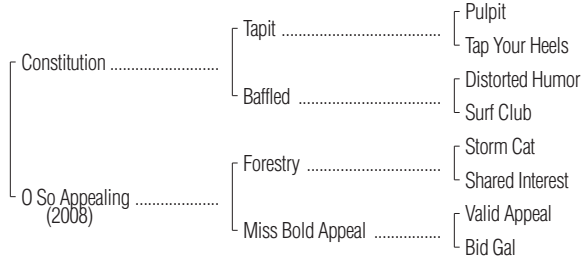 Pulpit
Tapit ..........................................
Tap Your Heels
Constitution ................................
Distorted Humor
Baffled .......................................
Surf Club
Storm Cat
Forestry .......................................
Shared Interest
O So Appealing ........................
(2008)
Valid Appeal
Miss Bold Appeal ...................
Bid Gal